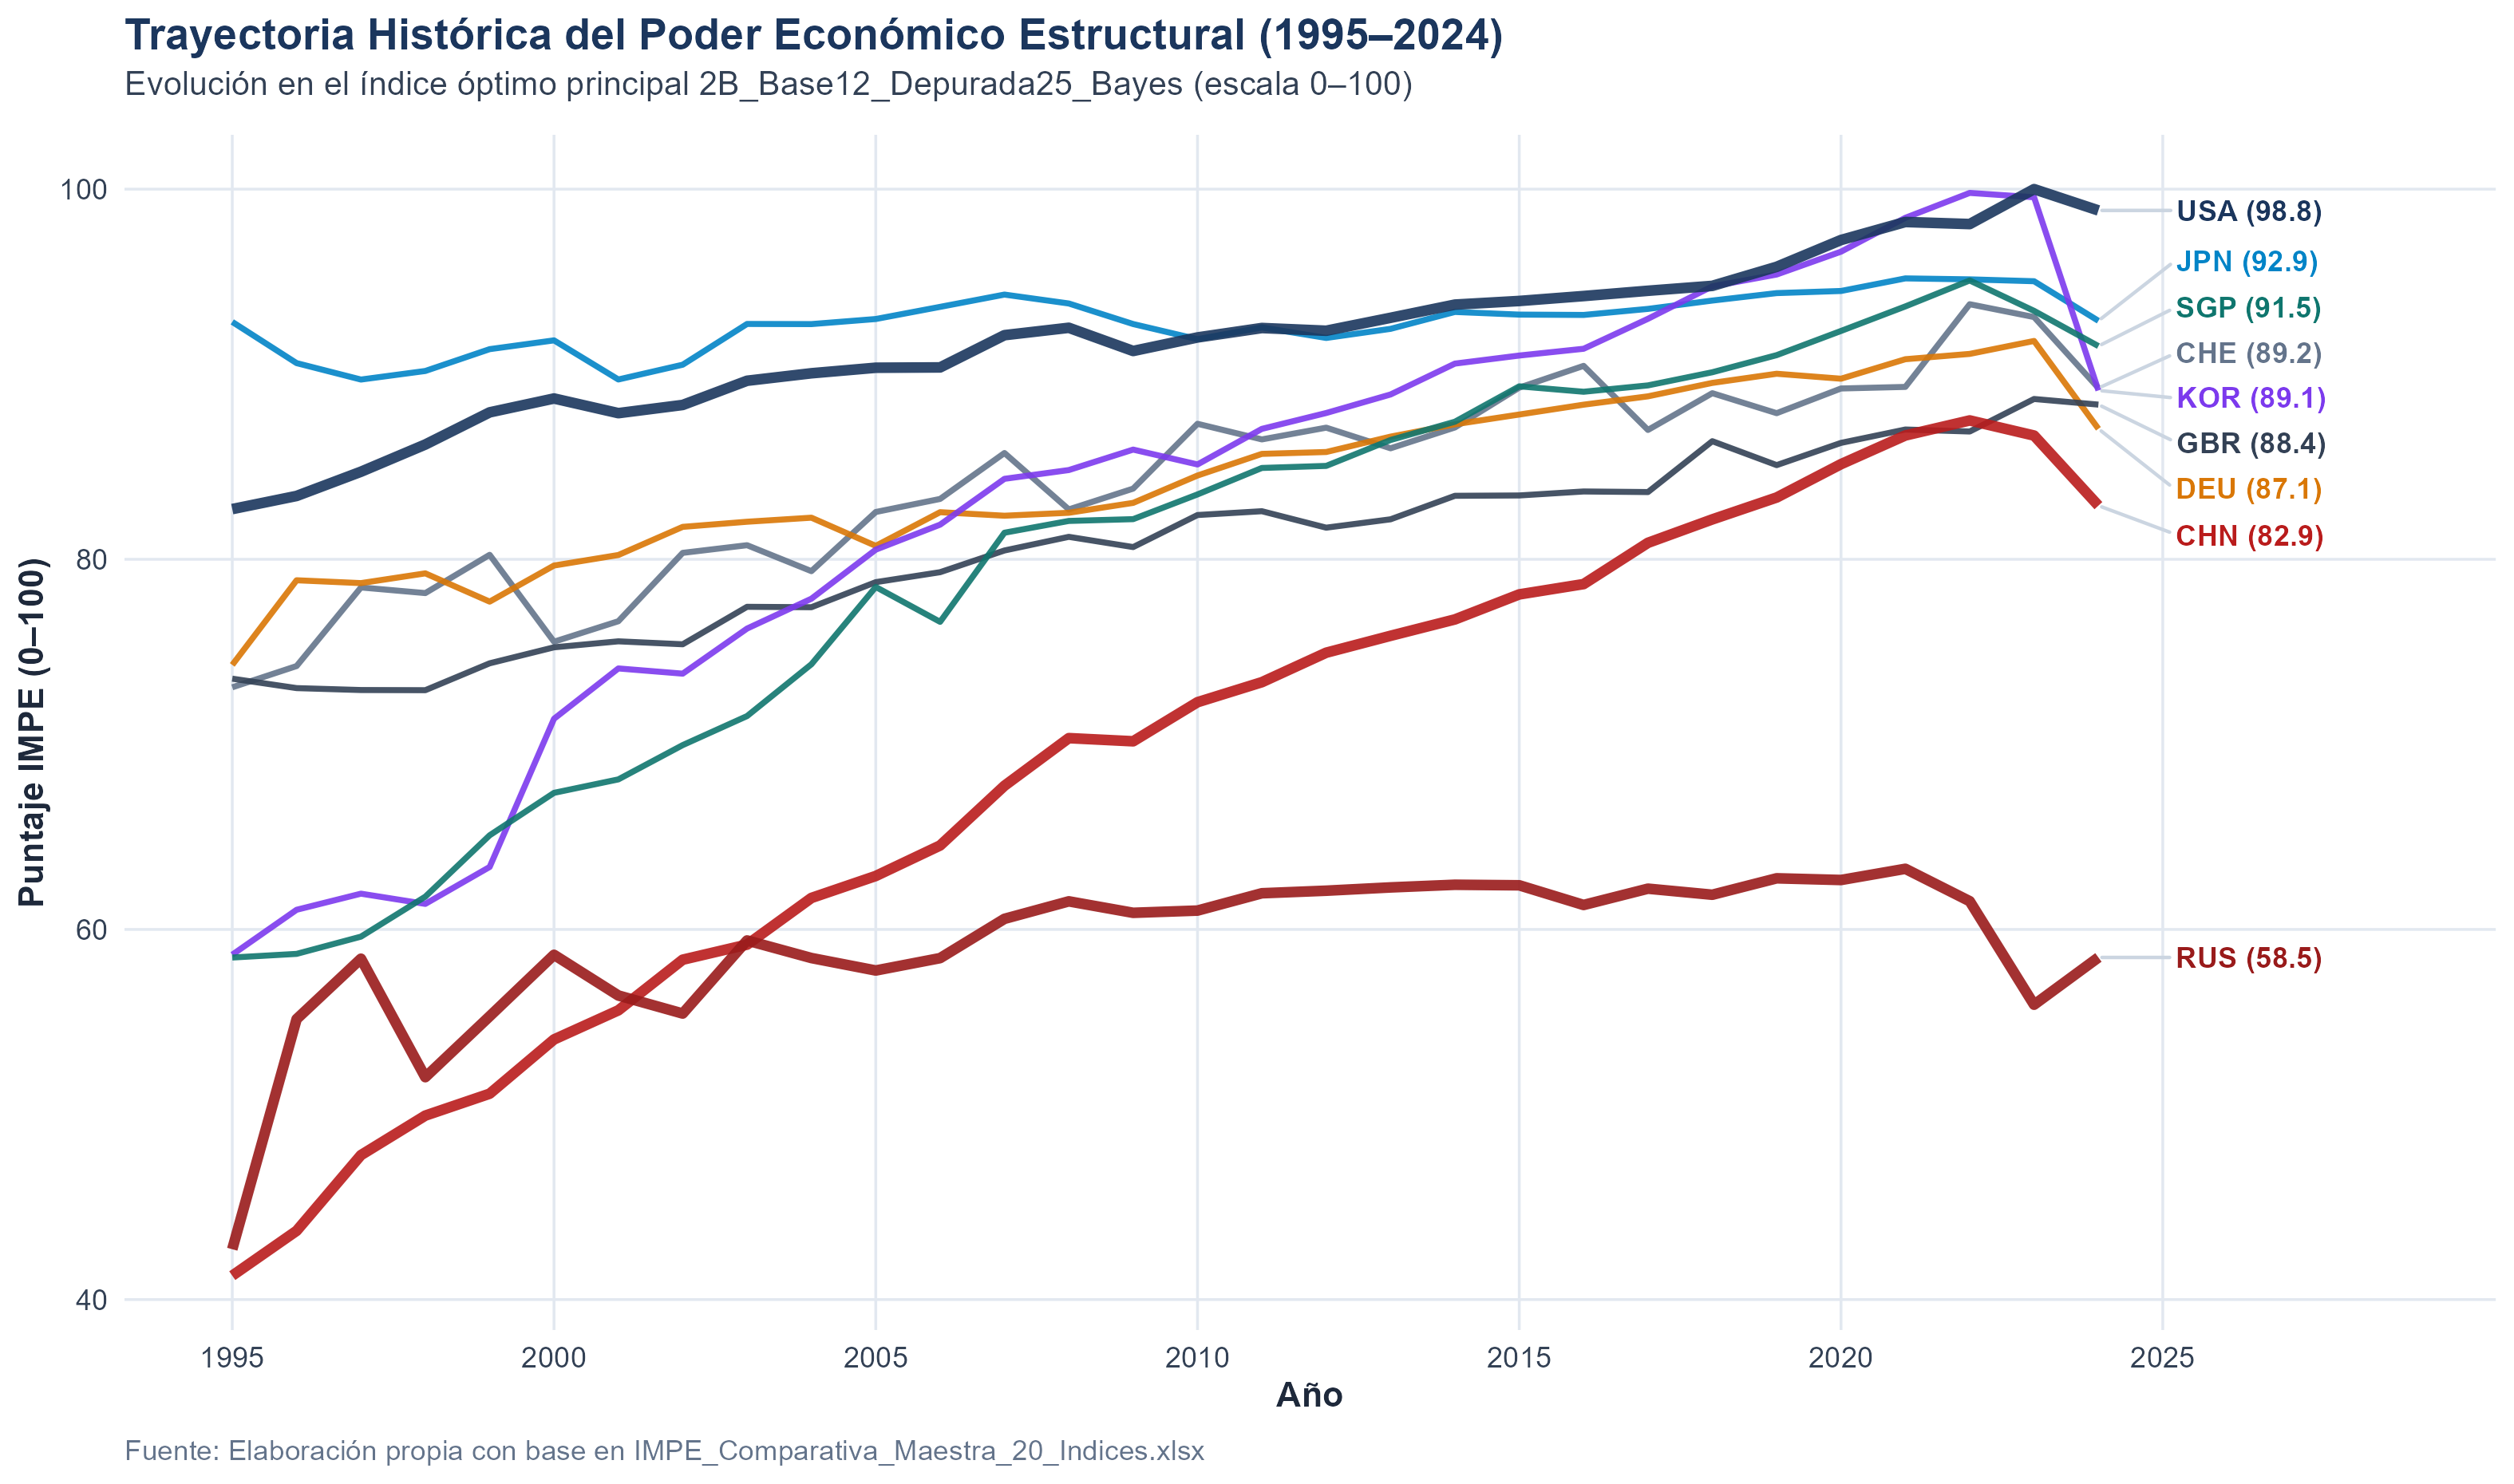 Trayectoria Histórica del Poder Económico Estructural (1995–2024)
Evolución en el índice óptimo principal 2B_Base12_Depurada25_Bayes (escala 0–100)
Puntaje IMPE (0–100)
100
80
60
40
USA (98.8)
JPN (92.9)
SGP (91.5)
CHE (89.2)
KOR (89.1)
GBR (88.4)
DEU (87.1)
CHN (82.9)
RUS (58.5)
1995 2000 2005 2010 2015 2020 2025
Año
Fuente: Elaboración propia con base en IMPE_Comparativa_Maestra_20_Indices.xlsx